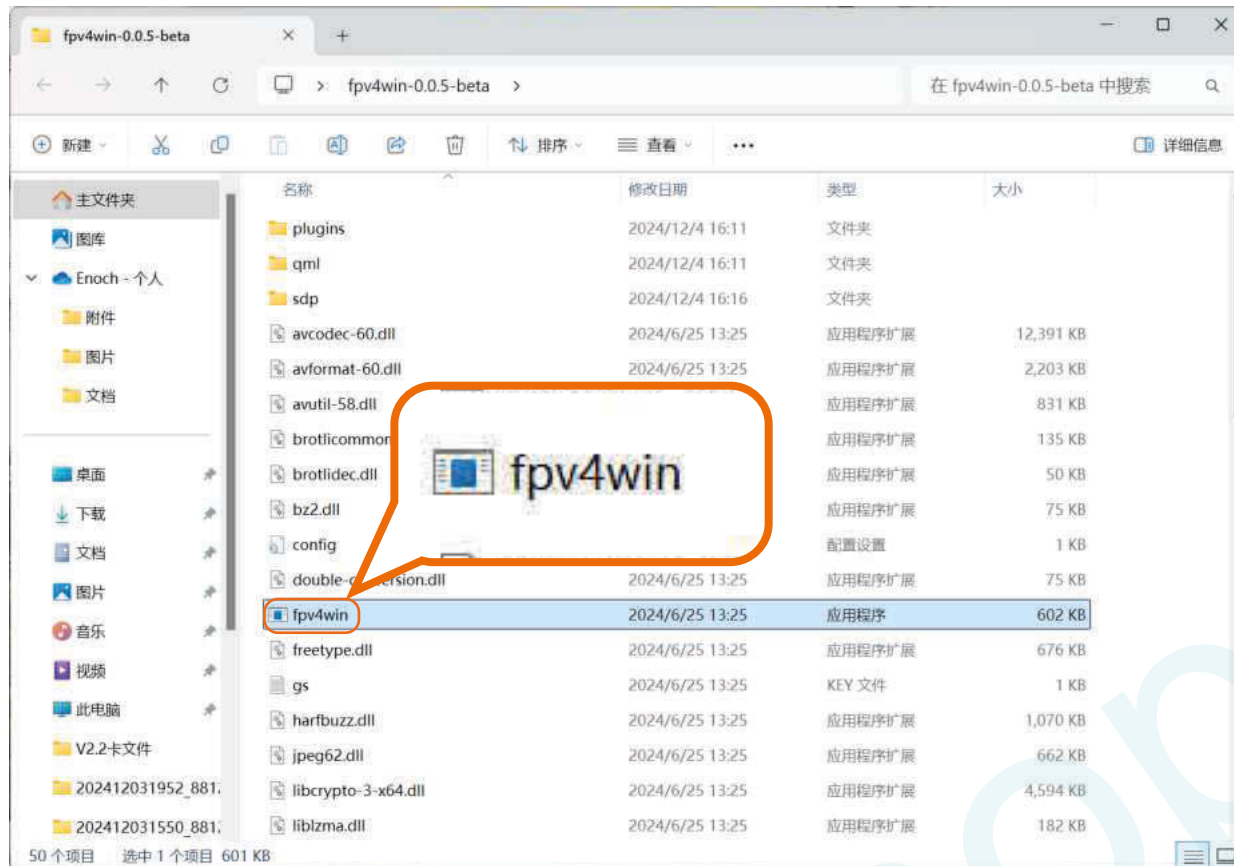 fpv4win-0.0.5-beta
fpv4win-0.0.5-beta
在 fpv4win-0.0.5-beta 中搜索
新建 排序 查看 ••• 详细信息
主文件夹
图库
Enoch - 个人
附件
图片
文档
桌面
下载
文档
图片
音乐
视频
此电脑
V2.2卡文件
202412031952_881
202412031550_881
名称 修改日期 类型 大小
plugins 2024/12/4 16:11 文件夹
qml 2024/12/4 16:11 文件夹
sdp 2024/12/4 16:16 文件夹
avcodec-60.dll 2024/6/25 13:25 应用程序扩展 12,391 KB
avformat-60.dll 2024/6/25 13:25 应用程序扩展 2,203 KB
avutil-58.dll 应用程序扩展 831 KB
brotlicommon 应用程序扩展 135 KB
brotlidec.dll 应用程序扩展 50 KB
bz2.dll 应用程序扩展 75 KB
config 配置设置 1 KB
fpv4win
double-c ersion.dll 2024/6/25 13:25 应用程序扩展 75 KB
fpv4win 2024/6/25 13:25 应用程序 602 KB
freetype.dll 2024/6/25 13:25 应用程序扩展 676 KB
gs 2024/6/25 13:25 KEY 文件 1 KB
harfbuzz.dll 2024/6/25 13:25 应用程序扩展 1,070 KB
jpeg62.dll 2024/6/25 13:25 应用程序扩展 662 KB
libcrypto-3-x64.dll 2024/6/25 13:25 应用程序扩展 4,594 KB
liblzma.dll 2024/6/25 13:25 应用程序扩展 182 KB
50 个项目 选中 1 个项目 601 KB